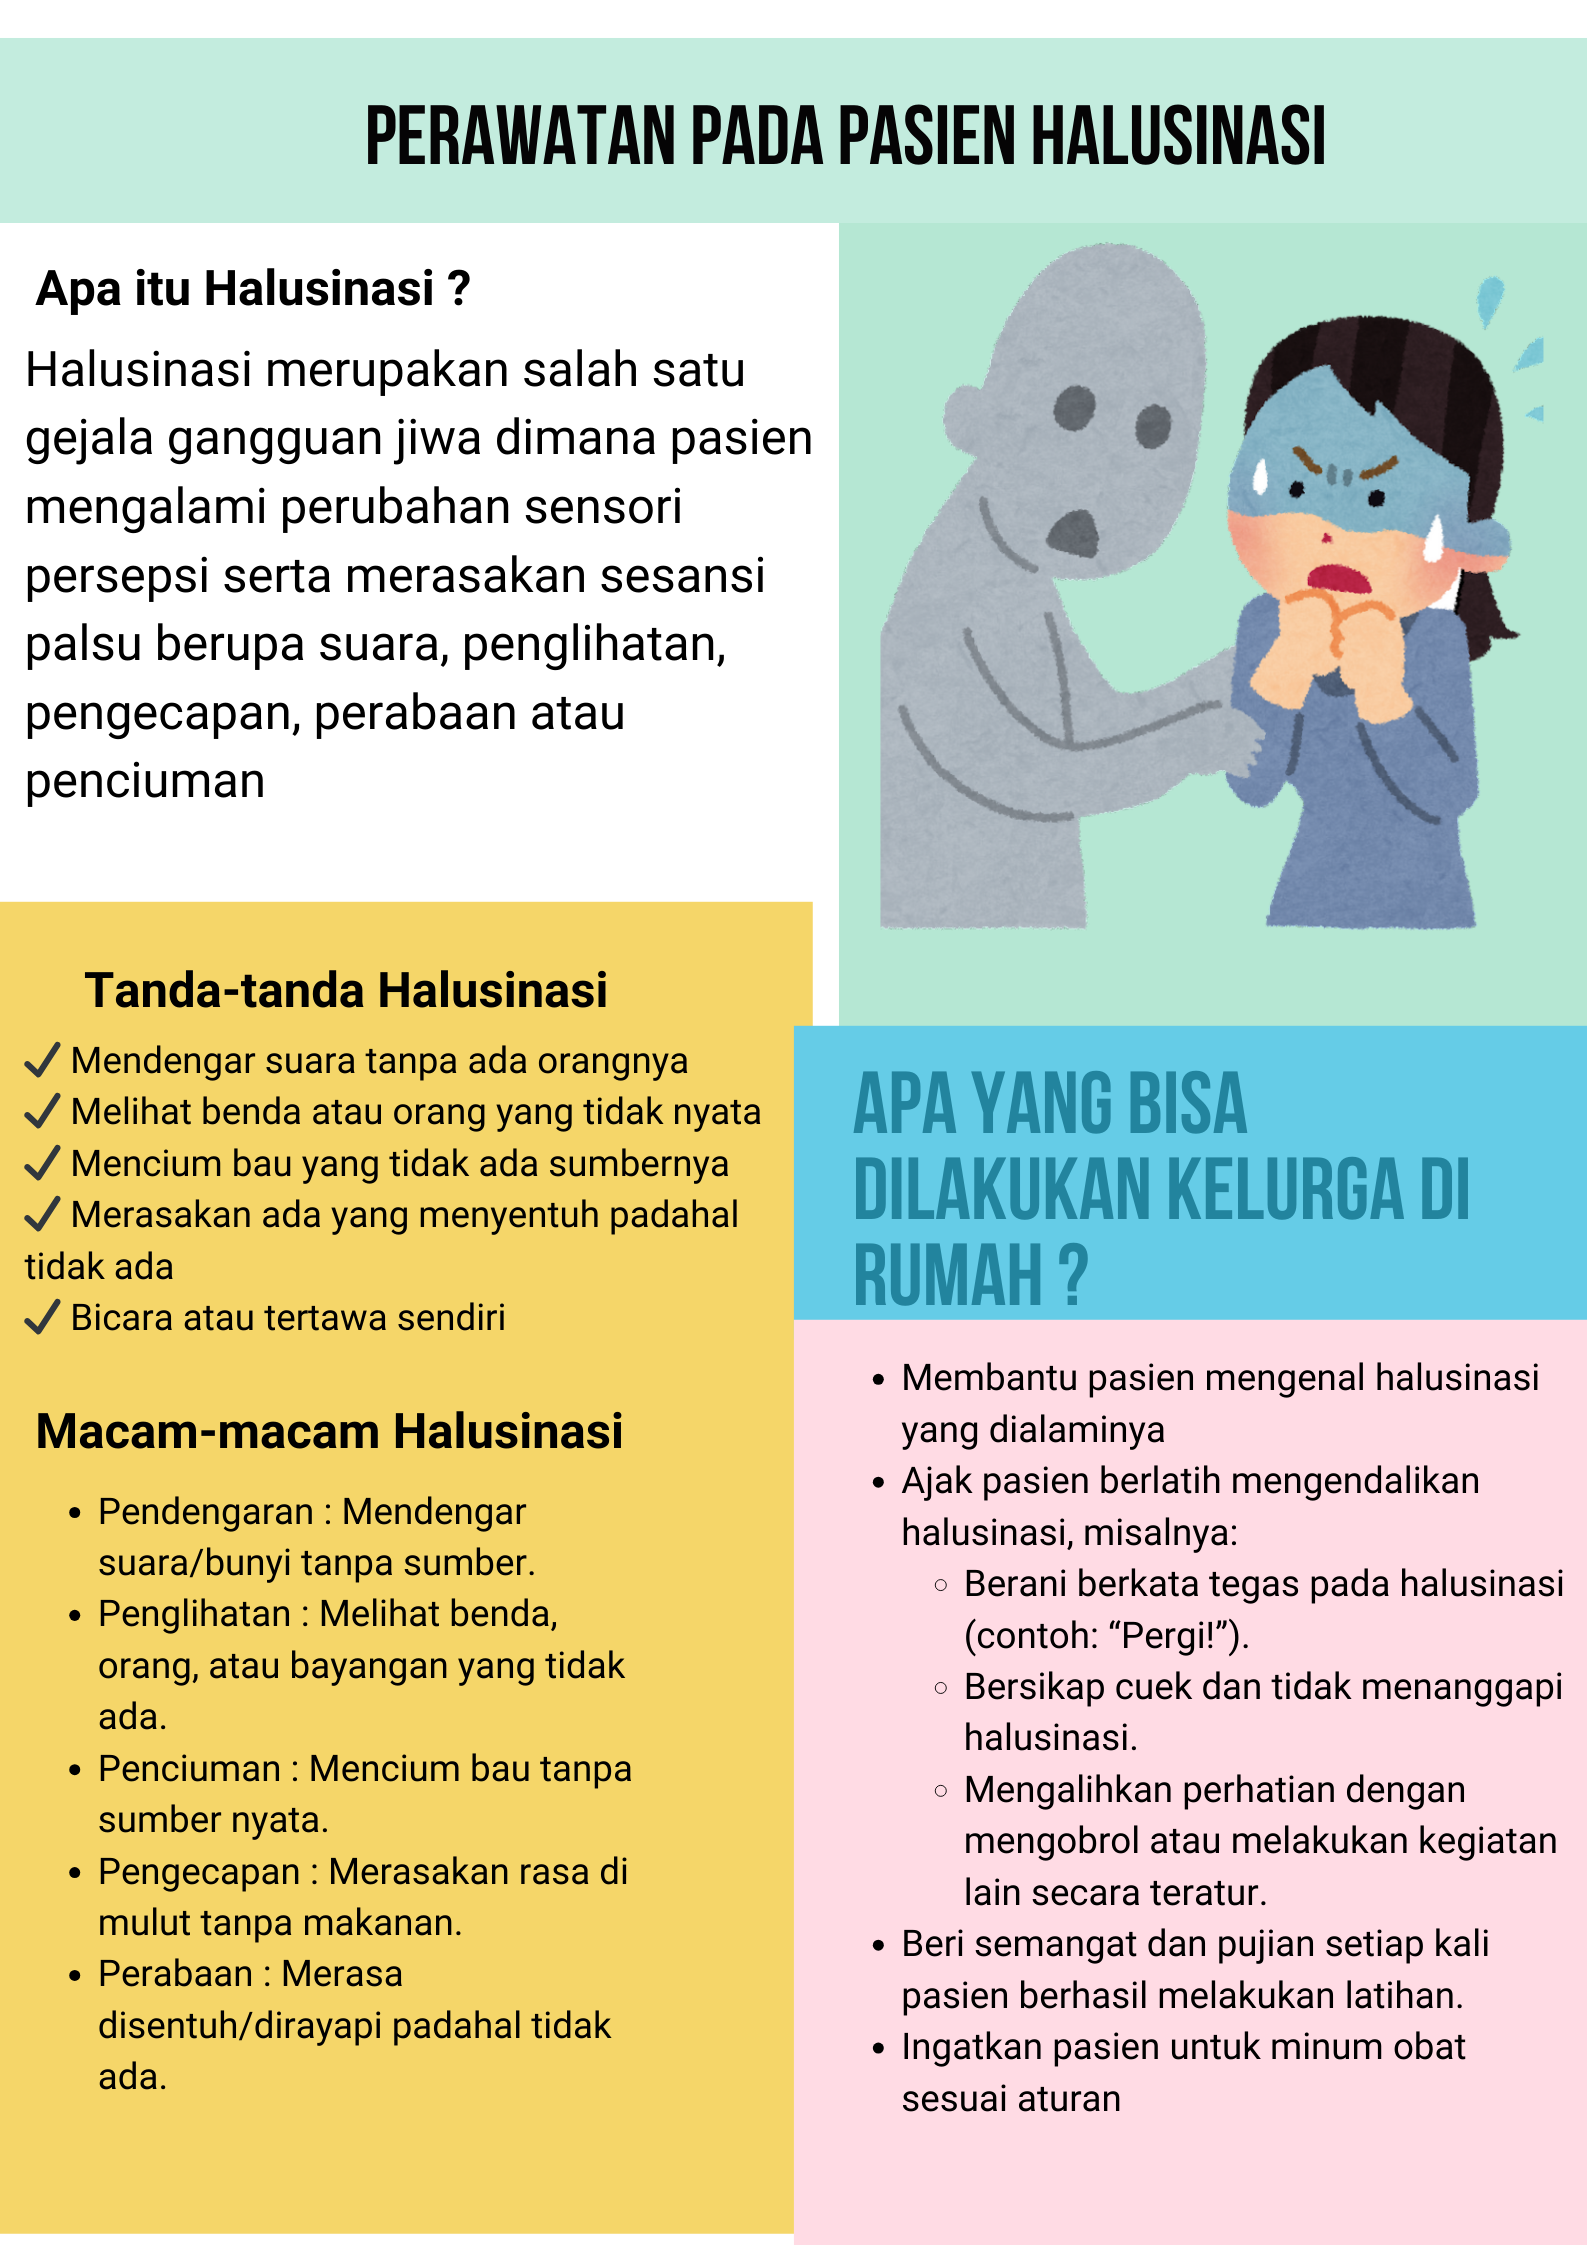 PERAWATAN PADA PASIEN HALUSINASI
Apa itu Halusinasi ?
Halusinasi merupakan salah satu
gejala gangguan jiwa dimana pasien
mengalami perubahan sensori
persepsi serta merasakan sesansi
palsu berupa suara, penglihatan,
pengecapan, perabaan atau
penciuman
Tanda-tanda Halusinasi
✓ Mendengar suara tanpa ada orangnya
✓ Melihat benda atau orang yang tidak nyata
✓ Mencium bau yang tidak ada sumbernya
✓ Merasakan ada yang menyentuh padahal
tidak ada
✓ Bicara atau tertawa sendiri
Macam-macam Halusinasi
• Pendengaran : Mendengar
suara/bunyi tanpa sumber.
• Penglihatan : Melihat benda,
orang, atau bayangan yang tidak
ada.
• Penciuman : Mencium bau tanpa
sumber nyata.
• Pengecapan : Merasakan rasa di
mulut tanpa makanan.
• Perabaan : Merasa
disentuh/dirayapi padahal tidak
ada.
APA YANG BISA
DILAKUKAN KELURGA DI
RUMAH ?
• Membantu pasien mengenal halusinasi
yang dialaminya
• Ajak pasien berlatih mengendalikan
halusinasi, misalnya:
◦ Berani berkata tegas pada halusinasi
(contoh: “Pergi!”).
◦ Bersikap cuek dan tidak menanggapi
halusinasi.
◦ Mengalihkan perhatian dengan
mengobrol atau melakukan kegiatan
lain secara teratur.
• Beri semangat dan pujian setiap kali
pasien berhasil melakukan latihan.
• Ingatkan pasien untuk minum obat
sesuai aturan